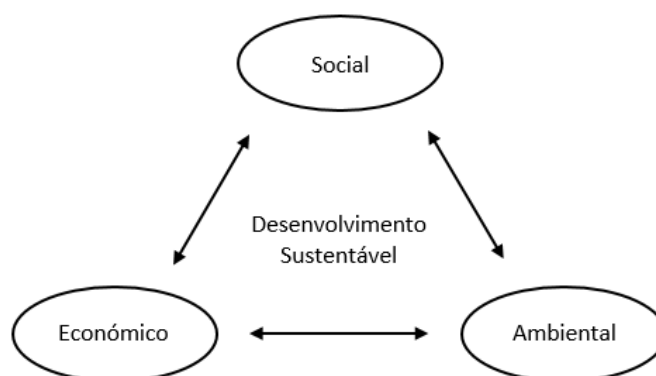 Social
Desenvolvimento
Sustentável
Económico
Ambiental